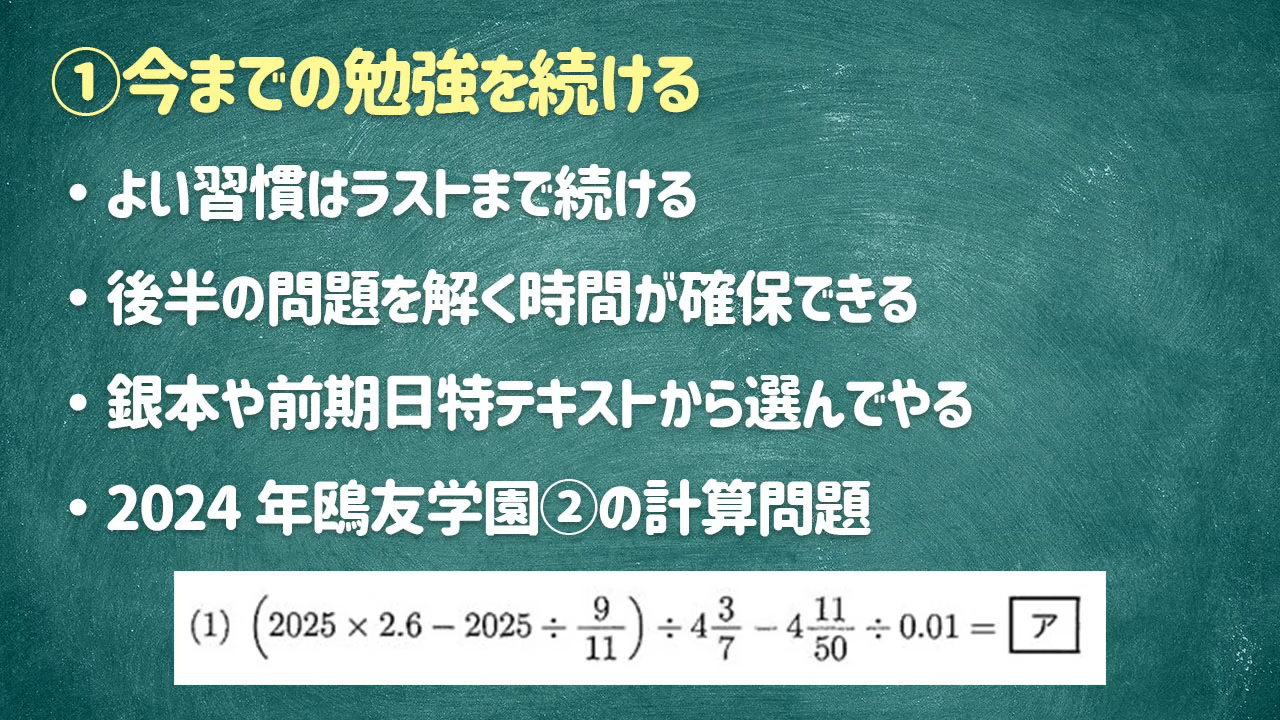 ①今までの勉強を続ける
・よい習慣はラストまで続ける
・後半の問題を解く時間が確保できる
・銀本や前期日特テキストから選んでやる
・2024 年鴎友学園②の計算問題
(1) (2025 × 2.6 − 2025 ÷ 9/11) ÷ 4 3/7 − 4 11/50 ÷ 0.01 = ア